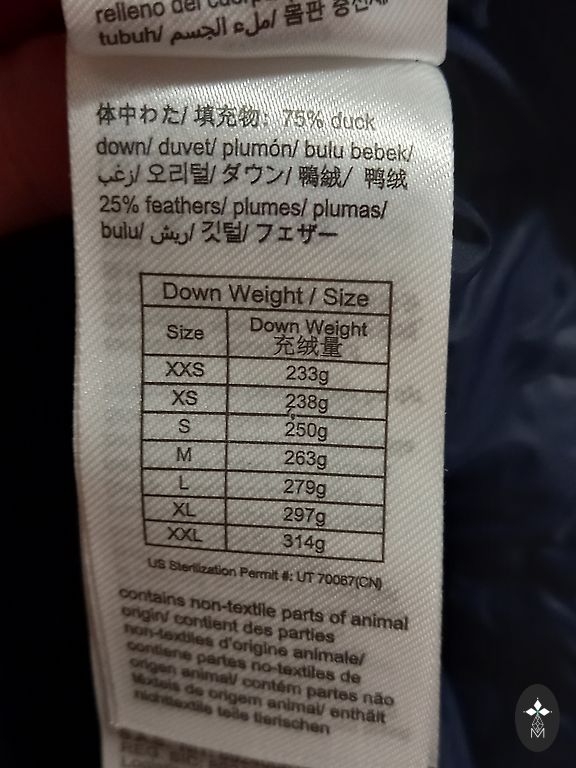 relleno del cuerpo
tubuh/ ملء الجسم/ 몸판 충전재
体中わた/ 填充物: 75% duck
down/ duvet/ plumón/ bulu bebek/
زغب/ 오리털/ ダウン/ 鴨絨/ 鸭绒
25% feathers/ plumes/ plumas/
bulu/ ريش/ 깃털/ フェザー
Down Weight / Size
Size Down Weight
充绒量
XXS 233g
XS 238g
S 250g
M 263g
L 279g
XL 297g
XXL 314g
US Sterilization Permit #: UT 70067(CN)
contains non-textile parts of animal
origin/ contient des parties
non-textiles d'origine animale/
contiene partes no-textiles de
origen animal/ contém partes não
têxteis de origem animal/ enthält
nichttextile teile tierischen
M